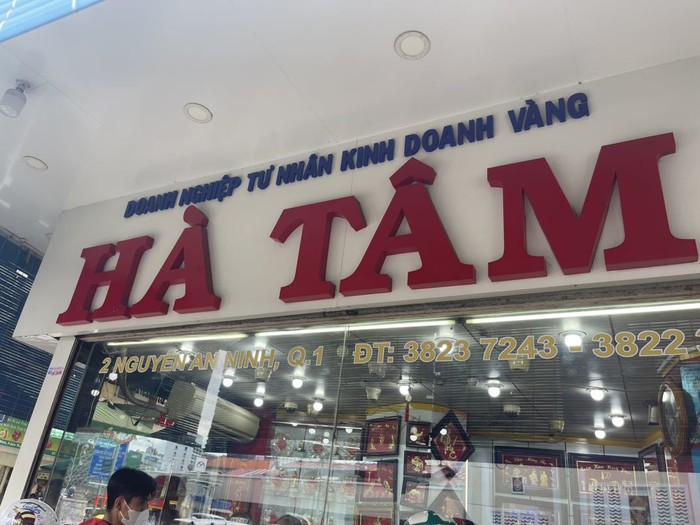 DOANH NGHIỆP TƯ NHÂN KINH DOANH VÀNG
HÀ TÂM
2 NGUYỄN AN NINH, Q.1 ĐT: 3823 7243 - 3822